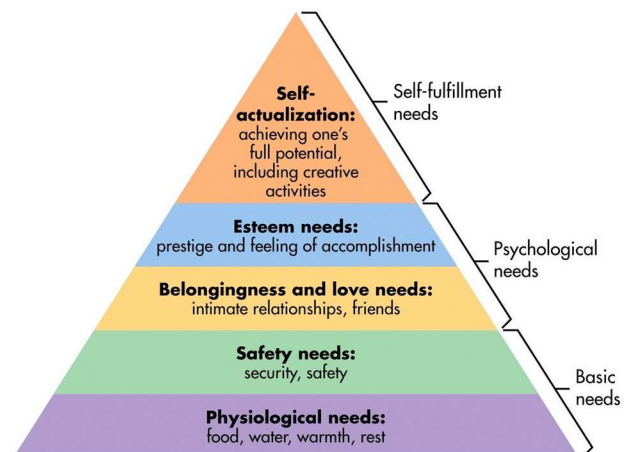 Self-
actualization:
achieving one's
full potential,
including creative
activities
Self-fulfillment
needs
Esteem needs:
prestige and feeling of accomplishment
Psychological
needs
Belongingness and love needs:
intimate relationships, friends
Safety needs:
security, safety
Basic
needs
Physiological needs:
food, water, warmth, rest